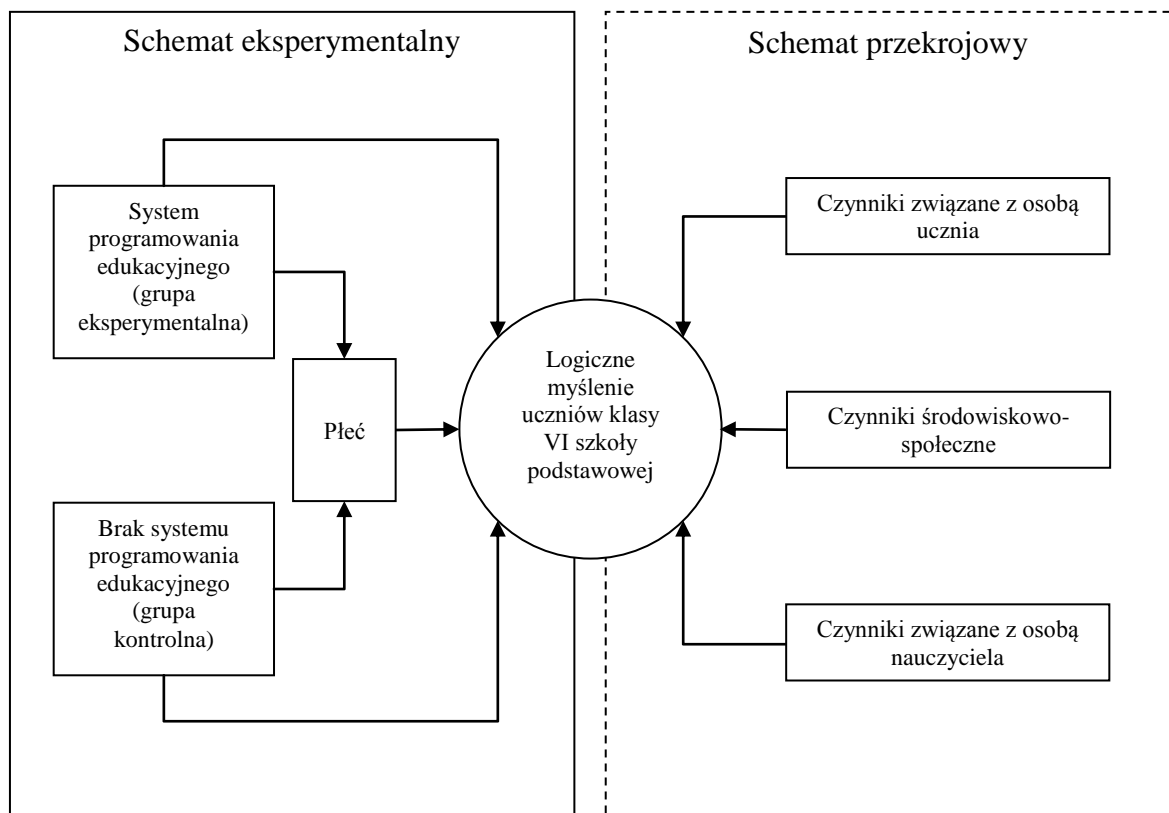 Schemat eksperymentalny
System
programowania
edukacyjnego
(grupa
eksperymentalna)
Płeć
Brak systemu
programowania
edukacyjnego
(grupa
kontrolna)
Logiczne
myślenie
uczniów klasy
VI szkoły
podstawowej
Schemat przekrojowy
Czynniki związane z osobą
ucznia
Czynniki środowiskowo-
społeczne
Czynniki związane z osobą
nauczyciela